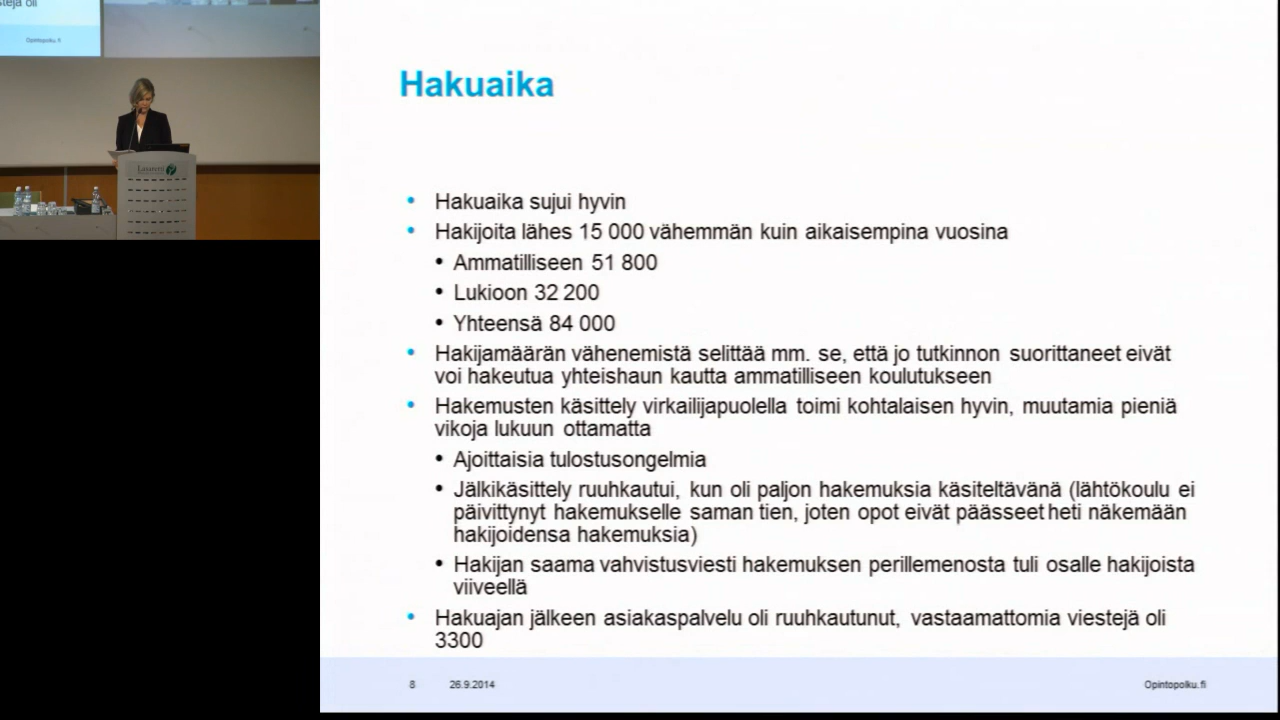 stejä oli
Opintopolku.fi
Laurea
Hakuaika
• Hakuaika sujui hyvin
• Hakijoita lähes 15 000 vähemmän kuin aikaisempina vuosina
• Ammatilliseen 51 800
• Lukioon 32 200
• Yhteensä 84 000
• Hakijamäärän vähenemistä selittää mm. se, että jo tutkinnon suorittaneet eivät
voi hakeutua yhteishaun kautta ammatilliseen koulutukseen
• Hakemusten käsittely virkailijapuolella toimi kohtalaisen hyvin, muutamia pieniä
vikoja lukuun ottamatta
• Ajoittaisia tulostusongelmia
• Jälkikäsittely ruuhkautui, kun oli paljon hakemuksia käsiteltävänä (lähtökoulu ei
päivittynyt hakemukselle saman tien, joten opot eivät päässeet heti näkemään
hakijoidensa hakemuksia)
• Hakijan saama vahvistusviesti hakemuksen perillemenosta tuli osalle hakijoista
viiveellä
• Hakuajan jälkeen asiakaspalvelu oli ruuhkautunut, vastaamattomia viestejä oli
3300
8 26.9.2014 Opintopolku.fi